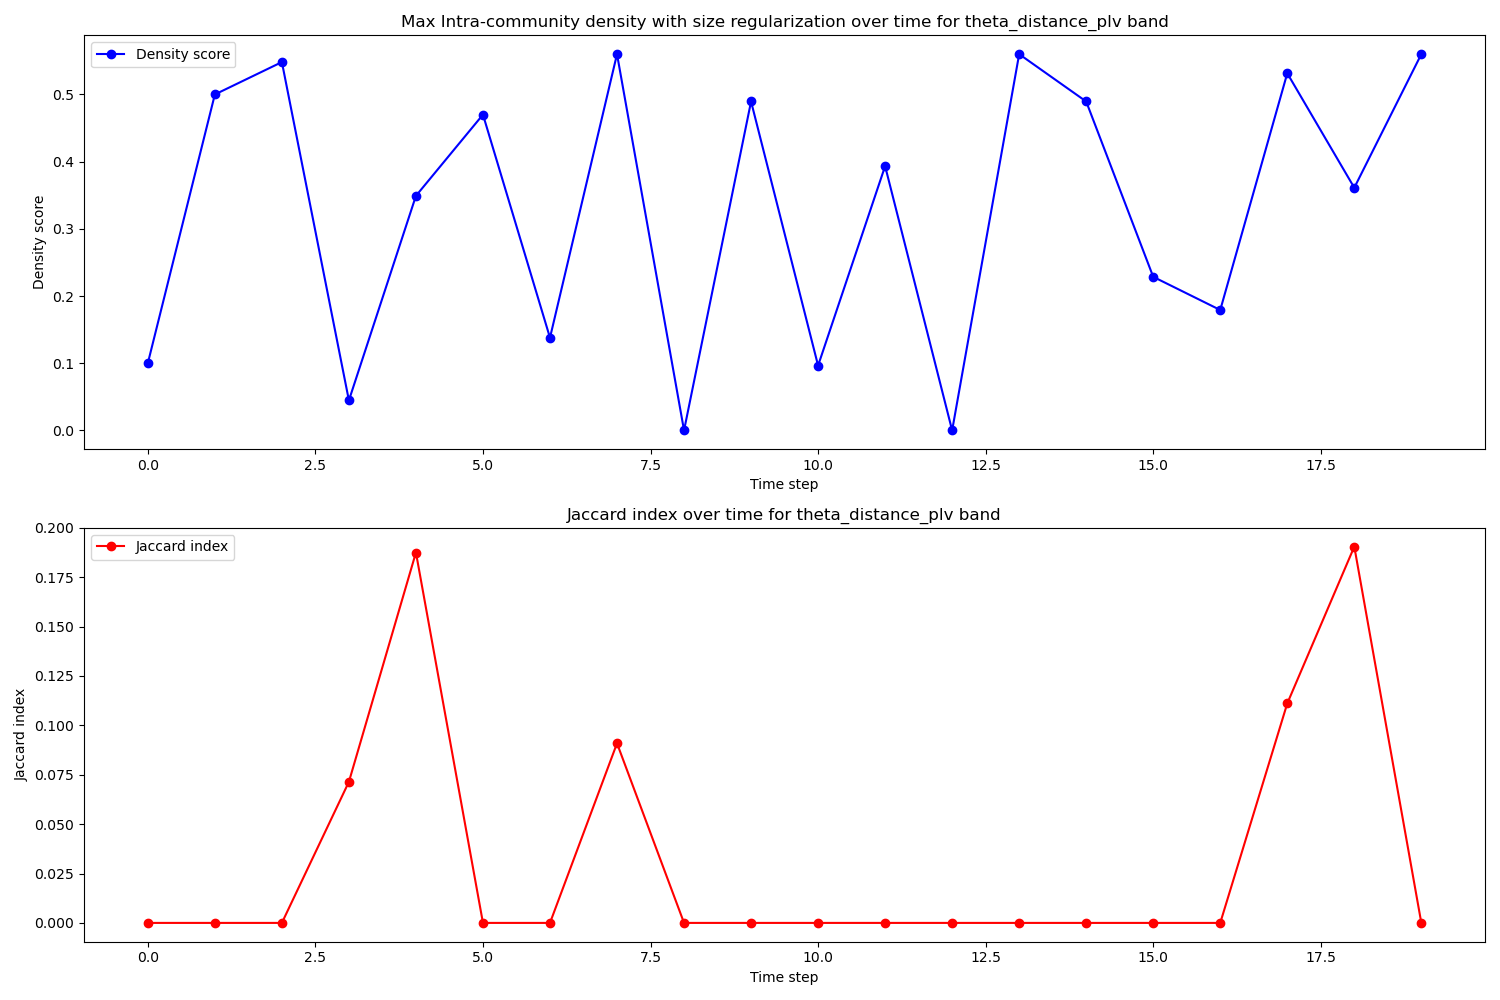 Max Intra-community density with size regularization over time for theta_distance_plv band
Density score
Density score
0.5
0.4
0.3
0.2
0.1
0.0
0.0 2.5 5.0 7.5 10.0 12.5 15.0 17.5
Time step
Jaccard index over time for theta_distance_plv band
Jaccard index
Jaccard index
0.200
0.175
0.150
0.125
0.100
0.075
0.050
0.025
0.000
0.0 2.5 5.0 7.5 10.0 12.5 15.0 17.5
Time step